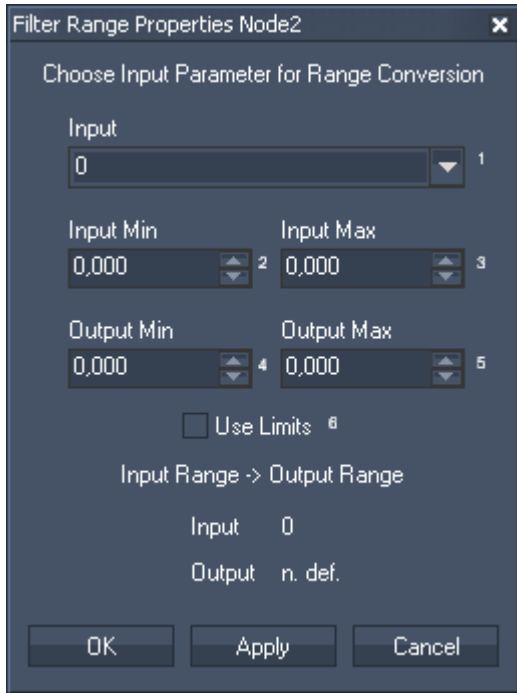 Filter Range Properties Node2
Choose Input Parameter for Range Conversion
Input
0 1
Input Min Input Max
0,000 2 0,000 3
Output Min Output Max
0,000 4 0,000 5
Use Limits 6
Input Range -> Output Range
Input 0
Output n. def.
OK Apply Cancel